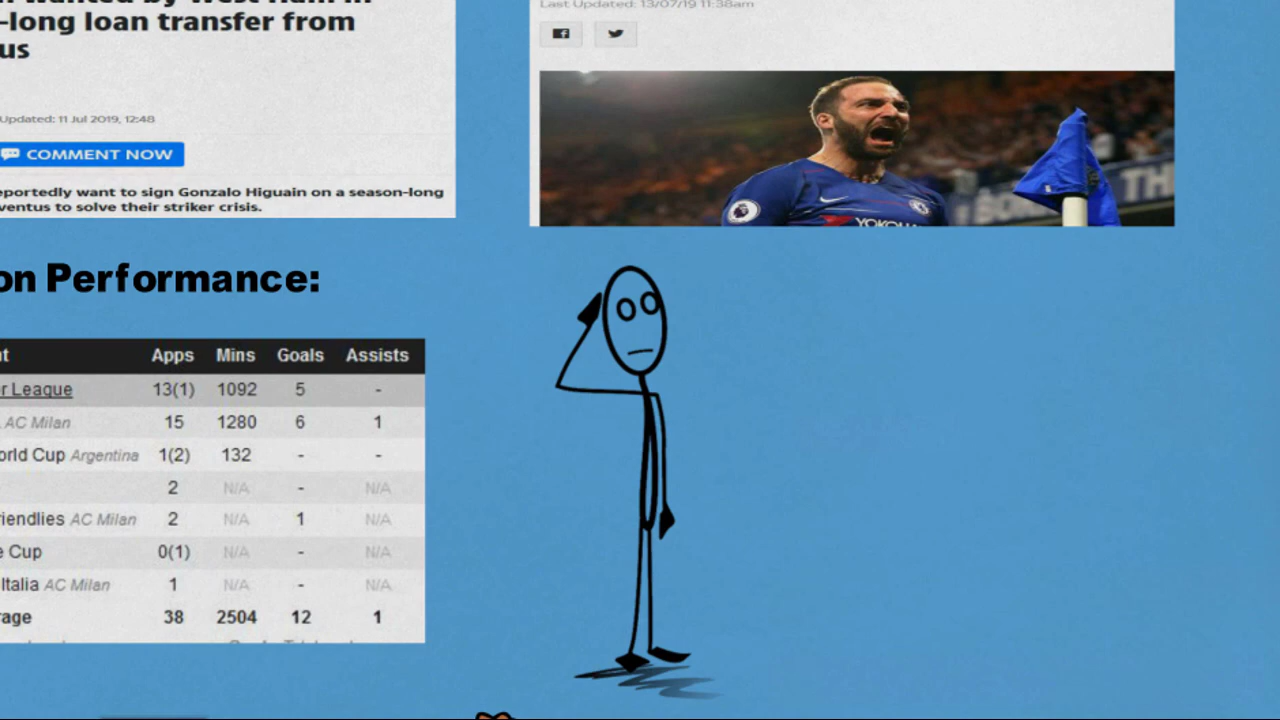 -long loan transfer from
us
Updated: 11 Jul 2019, 12:48
COMMENT NOW
eportedly want to sign Gonzalo Higuain on a season-long
ventus to solve their striker crisis.
Last Updated: 13/07/19 11:38am
YOKOHA
TH
on Performance:
t Apps Mins Goals Assists
r League 13(1) 1092 5 -
AC Milan 15 1280 6 1
orld Cup Argentina 1(2) 132 - -
2 N/A - N/A
riendlies AC Milan 2 N/A 1 N/A
e Cup 0(1) N/A - N/A
Italia AC Milan 1 N/A - N/A
rage 38 2504 12 1